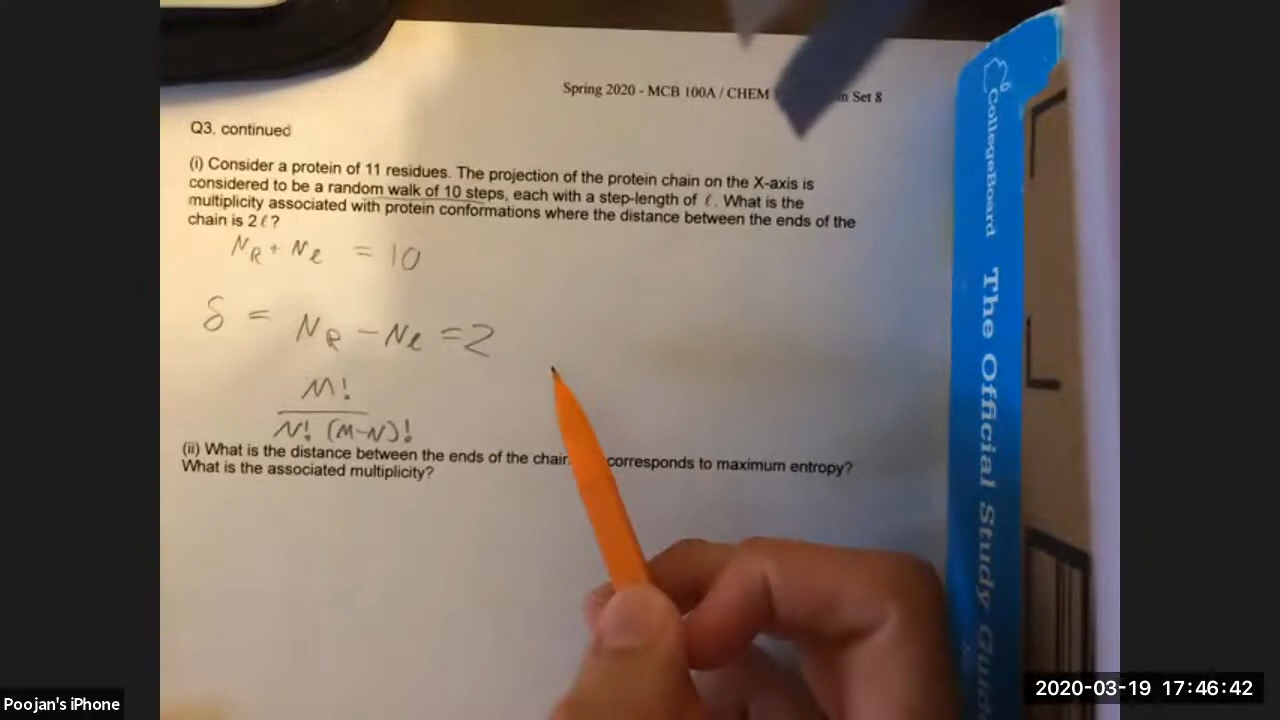 Spring 2020 - MCB 100A / CHEM Set 8
Q3. continued
(i) Consider a protein of 11 residues. The projection of the protein chain on the X-axis is
considered to be a random walk of 10 steps, each with a step-length of ℓ. What is the
multiplicity associated with protein conformations where the distance between the ends of the
chain is 2ℓ?
N_R + N_L = 10
δ = N_R - N_L = 2
M!
N! (M-N)!
(ii) What is the distance between the ends of the chain corresponds to maximum entropy?
What is the associated multiplicity?
CollegeBoard The Official Study Guide
Poojan's iPhone
2020-03-19 17:46:42